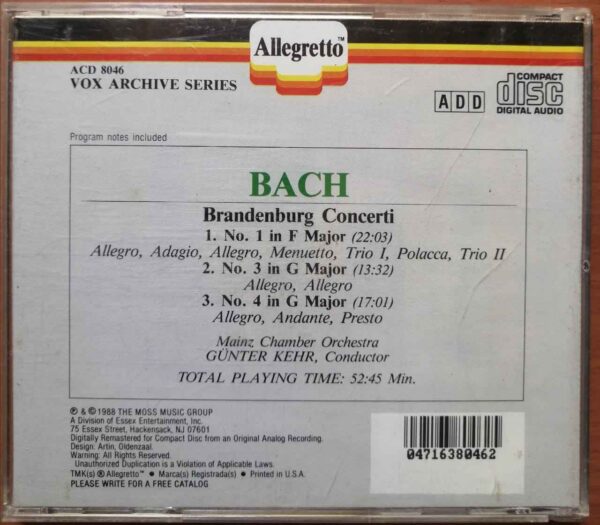 Allegretto™
ACD 8046
VOX ARCHIVE SERIES
ADD
COMPACT
disc
DIGITAL AUDIO
Program notes included
BACH
Brandenburg Concerti
1. No. 1 in F Major (22:03)
Allegro, Adagio, Allegro, Menuetto, Trio I, Polacca, Trio II
2. No. 3 in G Major (13:32)
Allegro, Allegro
3. No. 4 in G Major (17:01)
Allegro, Andante, Presto
Mainz Chamber Orchestra
GÜNTER KEHR, Conductor
TOTAL PLAYING TIME: 52:45 Min.
℗ & © 1988 THE MOSS MUSIC GROUP
A Division of Essex Entertainment, Inc.
75 Essex Street, Hackensack, NJ 07601
Digitally Remastered for Compact Disc from an Original Analog Recording.
Design: Artin, Oldenzaal.
Warning: All Rights Reserved.
Unauthorized Duplication is a Violation of Applicable Laws.
TMK(s) ® Allegretto™ • Marca(s) Registrada(s) • Printed in U.S.A.
PLEASE WRITE FOR A FREE CATALOG
04716380462